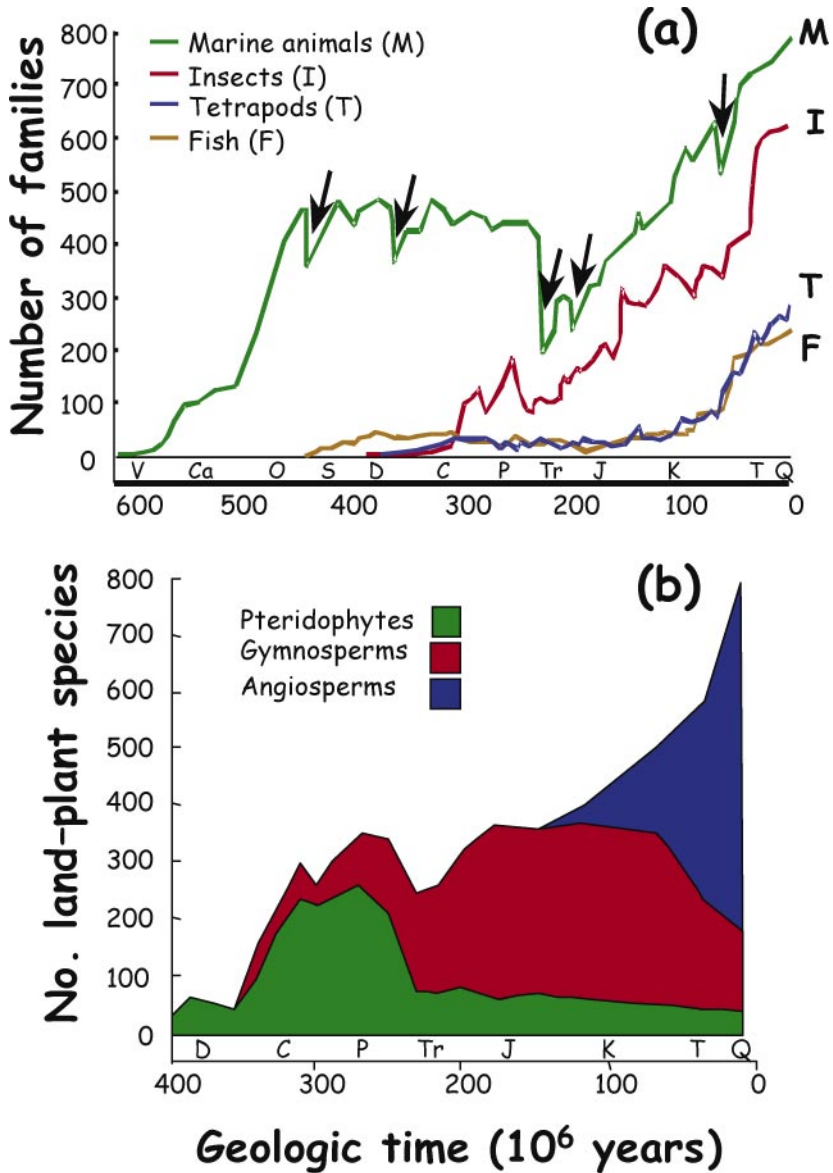 (a)
Number of families
800
700
600
500
400
300
200
100
0
Marine animals (M)
Insects (I)
Tetrapods (T)
Fish (F)
M
I
T
F
V Ca O S D C P Tr J K T Q
600 500 400 300 200 100 0
(b)
No. land-plant species
800
700
600
500
400
300
200
100
0
Pteridophytes
Gymnosperms
Angiosperms
D C P Tr J K T Q
400 300 200 100 0
Geologic time (10⁶ years)